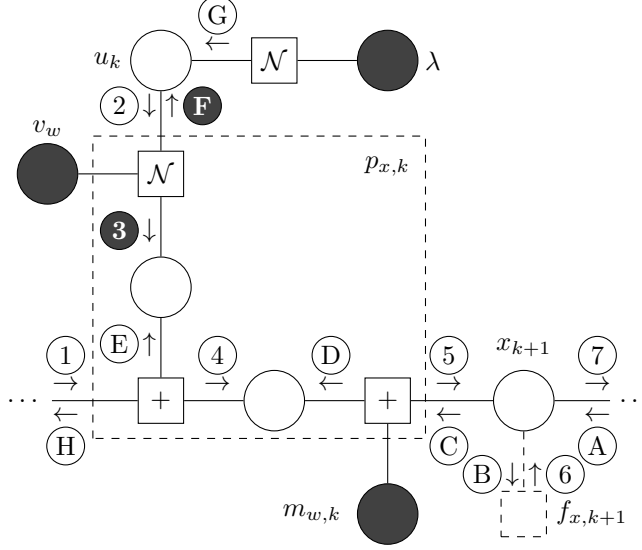 G
u_k 𝒩 λ
← 
2 ↓ ↑ F
v_w
𝒩 p_{x,k}
3 ↓
E ↑
1 4 D 5 x_{k+1} 7
→ → ← → →
⋯ + + ⋯
← ← ←
H C A
B ↓ ↑ 6
m_{w,k} f_{x,k+1}